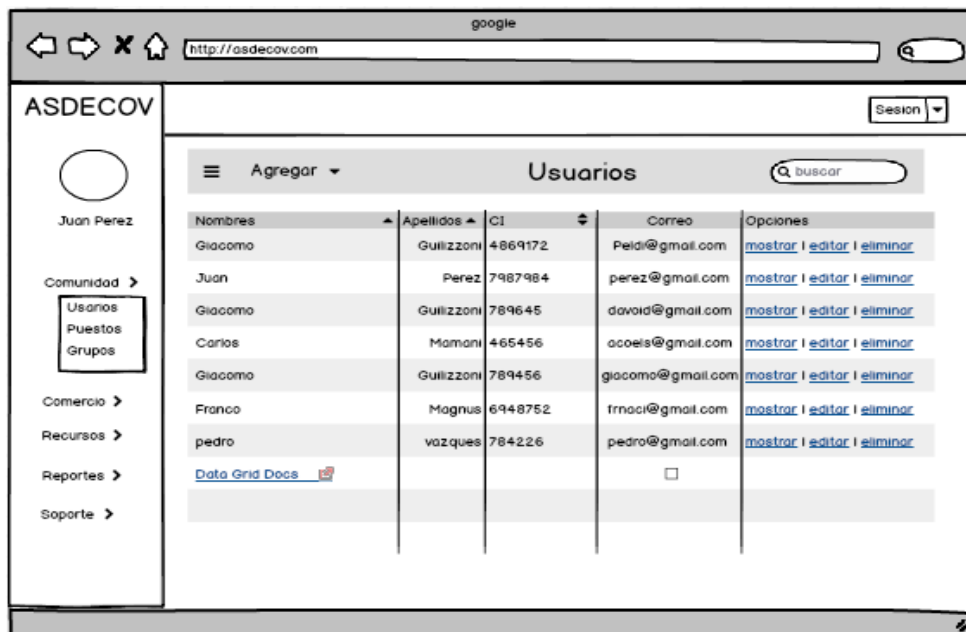 google
http://asdecov.com
ASDECOV
Sesion
Juan Perez
Comunidad
Usarios
Puestos
Grupos
Comercio
Recursos
Reportes
Soporte
Agregar Usuarios buscar
Nombres Apellidos CI Correo Opciones
Giacomo Guilizzoni 4869172 Peldi@gmail.com mostrar | editar | eliminar
Juan Perez 7987984 perez@gmail.com mostrar | editar | eliminar
Giacomo Guilizzoni 789645 davoid@gmail.com mostrar | editar | eliminar
Carlos Mamani 465456 acoels@gmail.com mostrar | editar | eliminar
Giacomo Guilizzoni 789456 giacomo@gmail.com mostrar | editar | eliminar
Franco Magnus 6948752 frnaci@gmail.com mostrar | editar | eliminar
pedro vazques 784226 pedro@gmail.com mostrar | editar | eliminar
Data Grid Docs